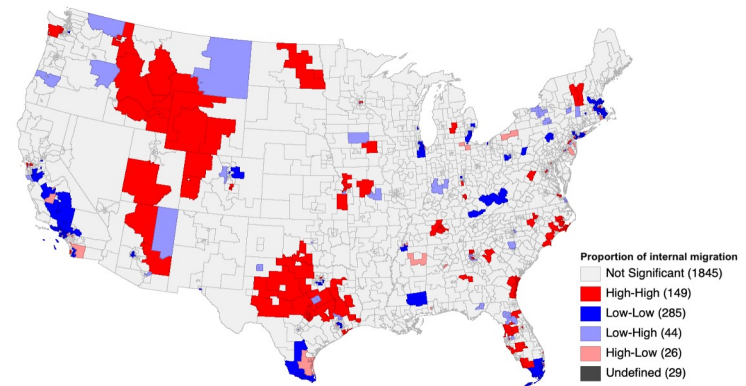 Proportion of internal migration
Not Significant (1845)
High-High (149)
Low-Low (285)
Low-High (44)
High-Low (26)
Undefined (29)